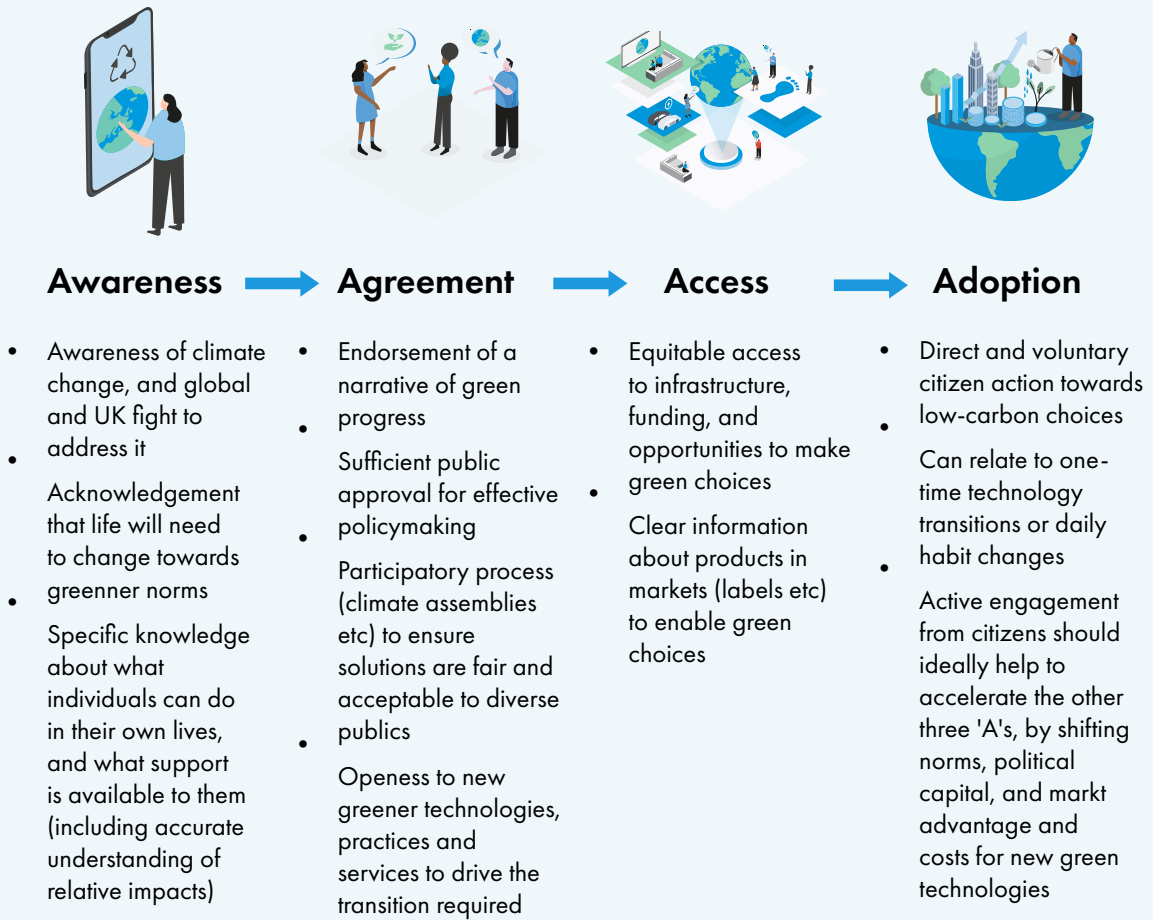 Awareness
Agreement
Access
Adoption
• Awareness of climate
change, and global
and UK fight to
address it
• Acknowledgement
that life will need
to change towards
greenner norms
• Specific knowledge
about what
individuals can do
in their own lives,
and what support
is available to them
(including accurate
understanding of
relative impacts)
• Endorsement of a
narrative of green
progress
• Sufficient public
approval for effective
policymaking
• Participatory process
(climate assemblies
etc) to ensure
solutions are fair and
acceptable to diverse
publics
• Openess to new
greener technologies,
practices and
services to drive the
transition required
• Equitable access
to infrastructure,
funding, and
opportunities to make
green choices
• Clear information
about products in
markets (labels etc)
to enable green
choices
• Direct and voluntary
citizen action towards
low-carbon choices
• Can relate to one-
time technology
transitions or daily
habit changes
• Active engagement
from citizens should
ideally help to
accelerate the other
three 'A's, by shifting
norms, political
capital, and markt
advantage and
costs for new green
technologies